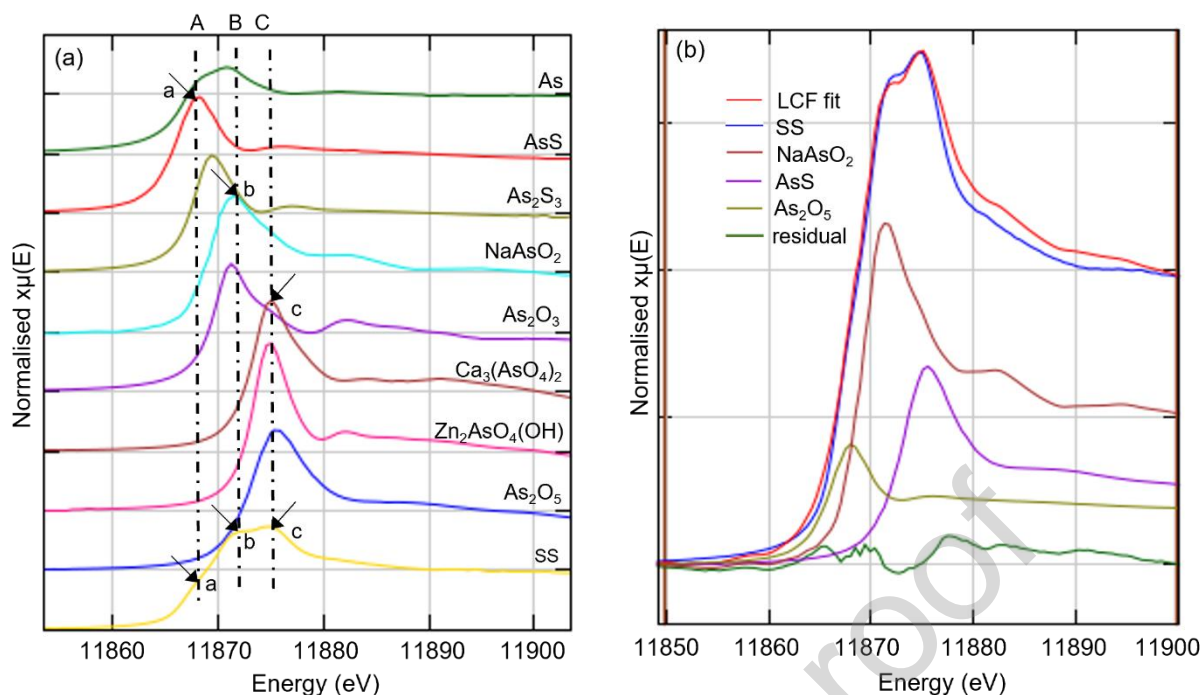 A B C
(a)
As
a
AsS
As₂S₃
b
NaAsO₂
As₂O₃
c
Ca₃(AsO₄)₂
Zn₂AsO₄(OH)
As₂O₅
b
c
SS
a
11860 11870 11880 11890 11900
Energy (eV)
Normalised xμ(E)
(b)
LCF fit
SS
NaAsO₂
AsS
As₂O₅
residual
11850 11860 11870 11880 11890 11900
Energy (eV)
Normalised xμ(E)
roof